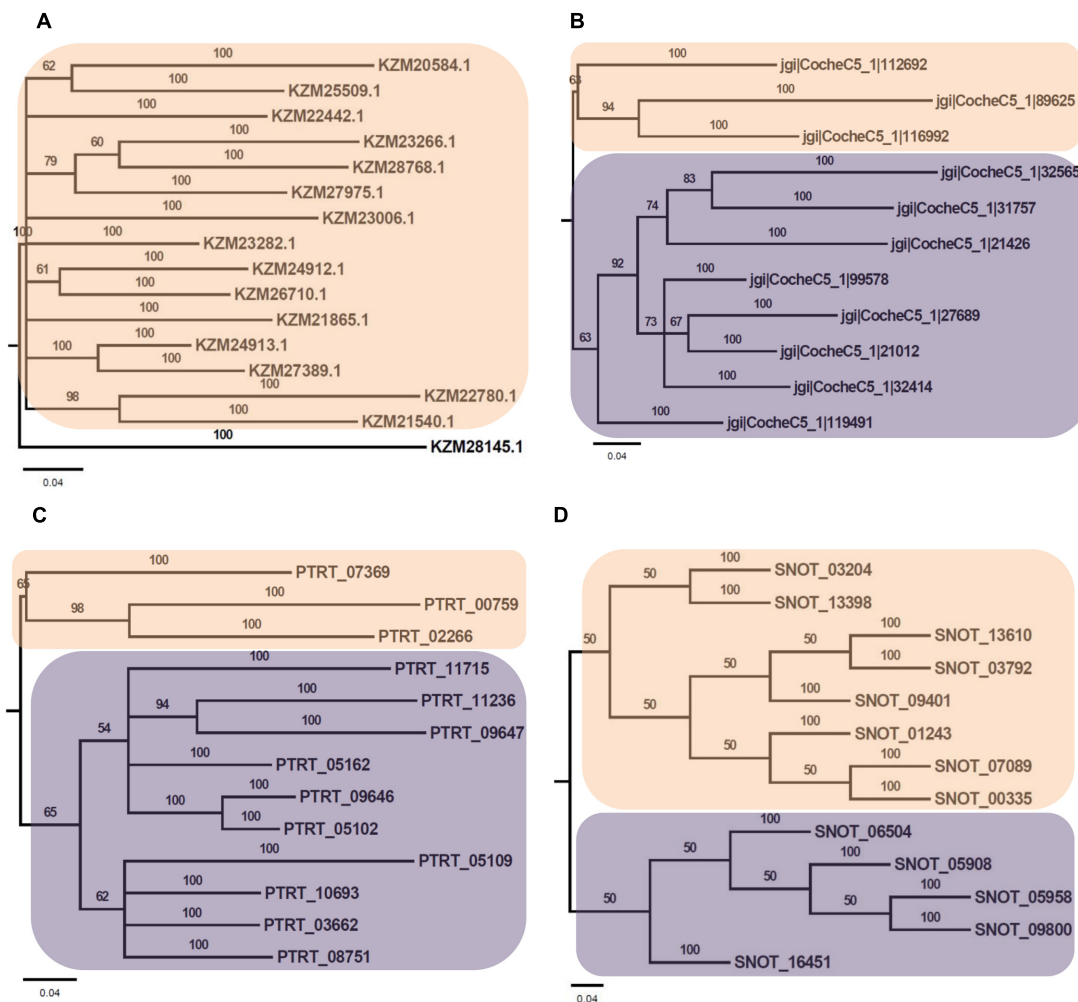 A
100
62
KZM20584.1
100
KZM25509.1
100
KZM22442.1
100
60
KZM23266.1
79
100
KZM28768.1
100
KZM27975.1
100
KZM23006.1
100
100
100
KZM23282.1
100
61
KZM24912.1
100
KZM26710.1
100
KZM21865.1
100
100
KZM24913.1
100
KZM27389.1
100
98
KZM22780.1
100
KZM21540.1
100
KZM28145.1
0.04
B
100
63
jgi|CocheC5_1|112692
100
94
jgi|CocheC5_1|89625
100
jgi|CocheC5_1|116992
100
83
jgi|CocheC5_1|32565
74
100
jgi|CocheC5_1|31757
100
jgi|CocheC5_1|21426
92
100
jgi|CocheC5_1|99578
73
67
100
jgi|CocheC5_1|27689
63
100
jgi|CocheC5_1|21012
100
jgi|CocheC5_1|32414
100
jgi|CocheC5_1|119491
0.04
C
100
65
PTRT_07369
100
98
PTRT_00759
100
PTRT_02266
100
PTRT_11715
54
94
100
PTRT_11236
100
PTRT_09647
100
PTRT_05162
65
100
100
PTRT_09646
100
PTRT_05102
100
PTRT_05109
62
100
PTRT_10693
100
PTRT_03662
100
PTRT_08751
0.04
D
100
50
SNOT_03204
100
SNOT_13398
50
100
50
SNOT_13610
100
SNOT_03792
50
100
SNOT_09401
50
100
SNOT_01243
50
100
SNOT_07089
50
100
SNOT_00335
100
SNOT_06504
50
100
SNOT_05908
50
100
50
SNOT_05958
100
SNOT_09800
50
100
SNOT_16451
0.04